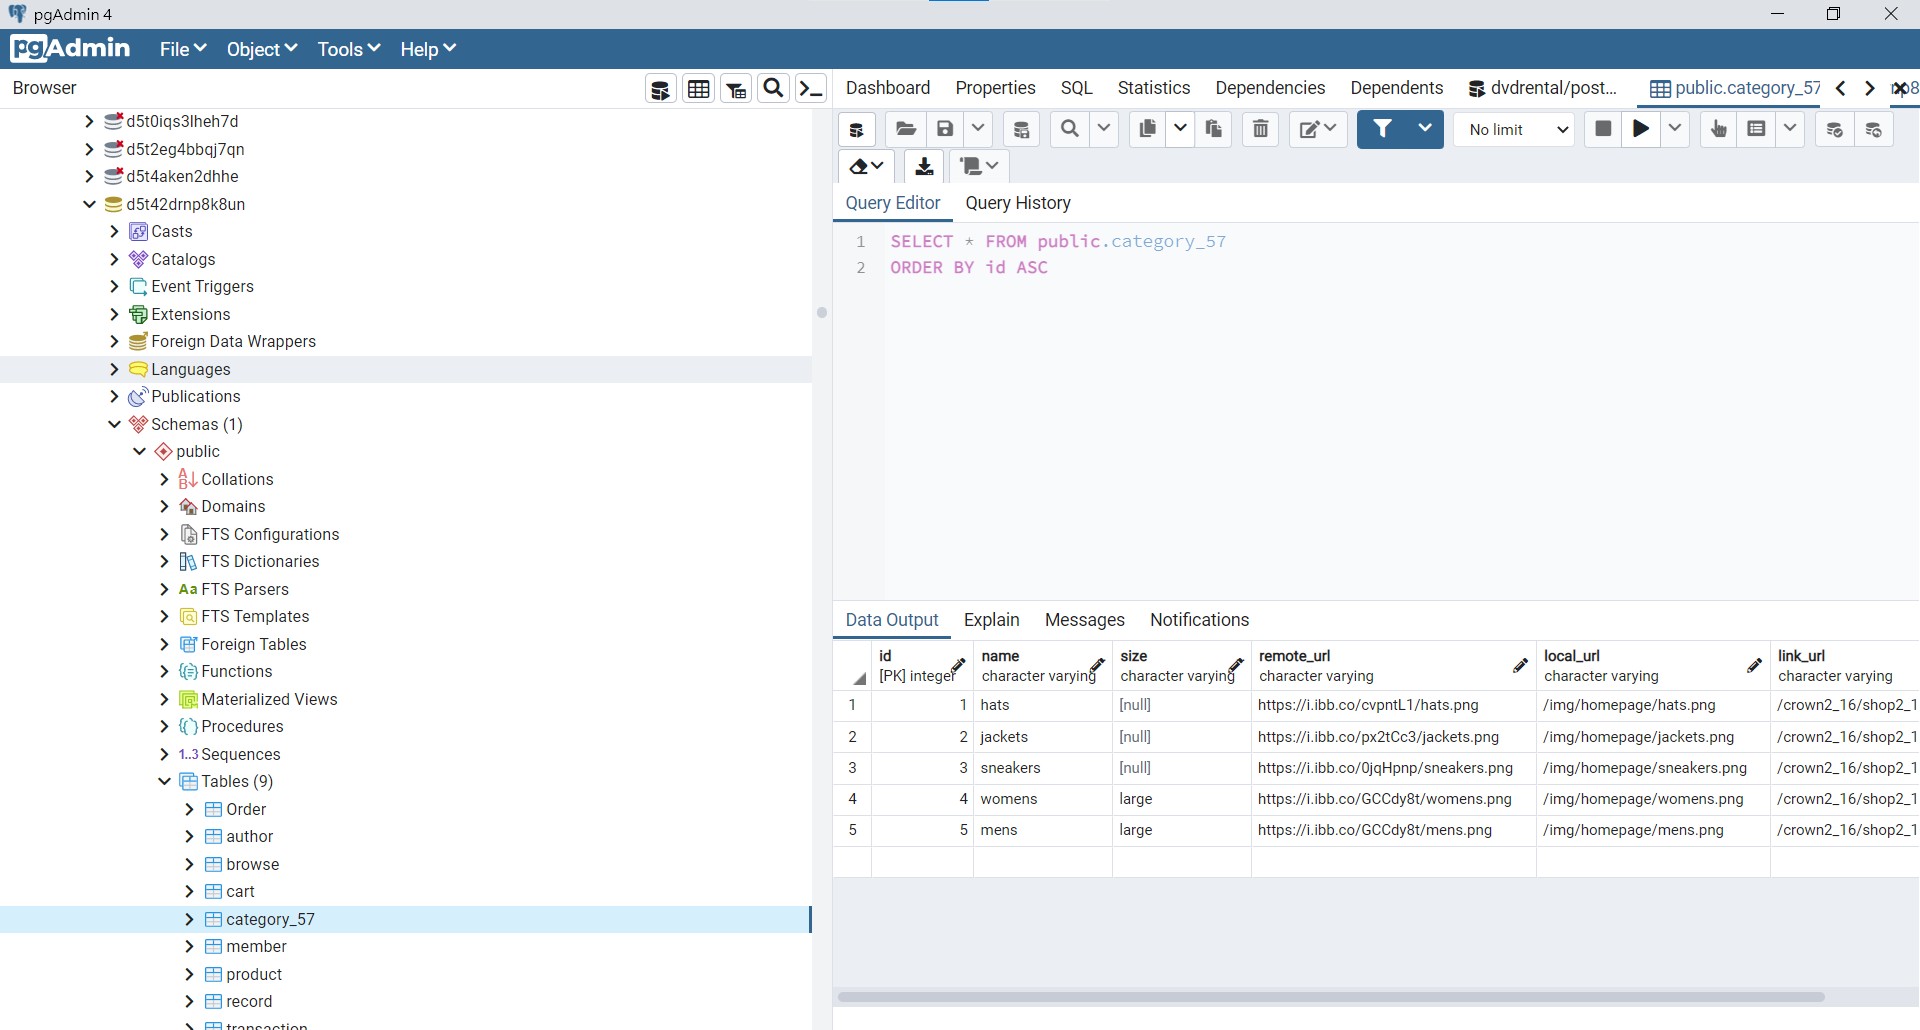 pgAdmin 4
pgAdmin File Object Tools Help
Browser
d5t0iqs3lheh7d
d5t2eg4bbqj7qn
d5t4aken2dhhe
d5t42drnp8k8un
Casts
Catalogs
Event Triggers
Extensions
Foreign Data Wrappers
Languages
Publications
Schemas (1)
public
Collations
Domains
FTS Configurations
FTS Dictionaries
Aa FTS Parsers
FTS Templates
Foreign Tables
Functions
Materialized Views
Procedures
1..3 Sequences
Tables (9)
Order
author
browse
cart
category_57
member
product
record
transaction
Dashboard Properties SQL Statistics Dependencies Dependents dvdrental/post... public.category_57
No limit
Query Editor Query History
1 SELECT * FROM public.category_57
2 ORDER BY id ASC
Data Output Explain Messages Notifications
id name size remote_url local_url link_url
[PK] integer character varying character varying character varying character varying character varying
1 1 hats [null] https://i.ibb.co/cvpntL1/hats.png /img/homepage/hats.png /crown2_16/shop2_1
2 2 jackets [null] https://i.ibb.co/px2tCc3/jackets.png /img/homepage/jackets.png /crown2_16/shop2_1
3 3 sneakers [null] https://i.ibb.co/0jqHpnp/sneakers.png /img/homepage/sneakers.png /crown2_16/shop2_1
4 4 womens large https://i.ibb.co/GCCdy8t/womens.png /img/homepage/womens.png /crown2_16/shop2_1
5 5 mens large https://i.ibb.co/GCCdy8t/mens.png /img/homepage/mens.png /crown2_16/shop2_1